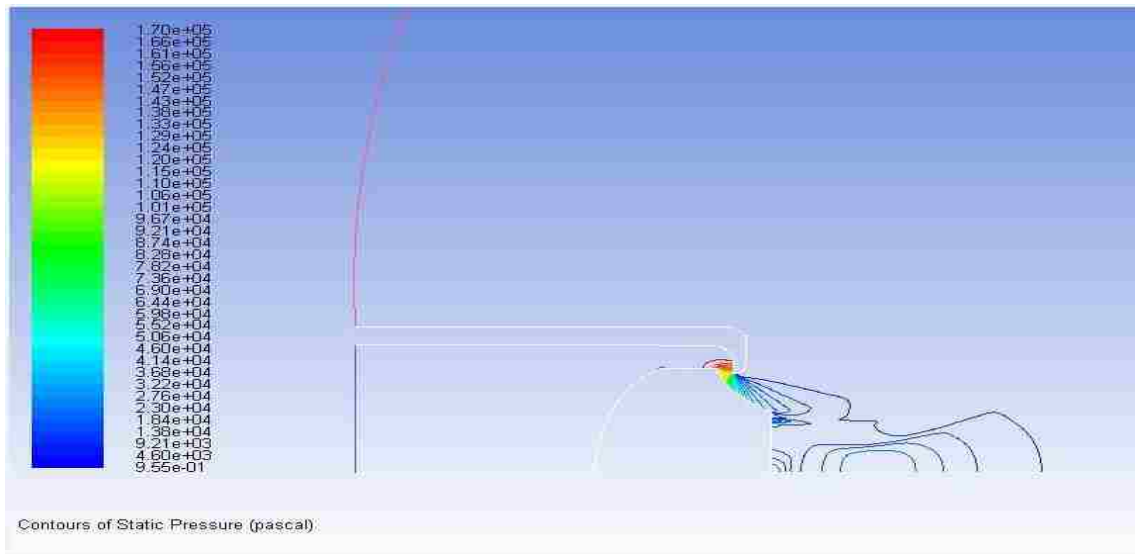 1.70e+05
1.66e+05
1.61e+05
1.56e+05
1.52e+05
1.47e+05
1.43e+05
1.38e+05
1.33e+05
1.29e+05
1.24e+05
1.20e+05
1.15e+05
1.10e+05
1.06e+05
1.01e+05
9.67e+04
9.21e+04
8.74e+04
8.28e+04
7.82e+04
7.36e+04
6.90e+04
6.44e+04
5.98e+04
5.52e+04
5.06e+04
4.60e+04
4.14e+04
3.68e+04
3.22e+04
2.76e+04
2.30e+04
1.84e+04
1.38e+04
9.21e+03
4.60e+03
9.55e-01
Contours of Static Pressure (pascal)